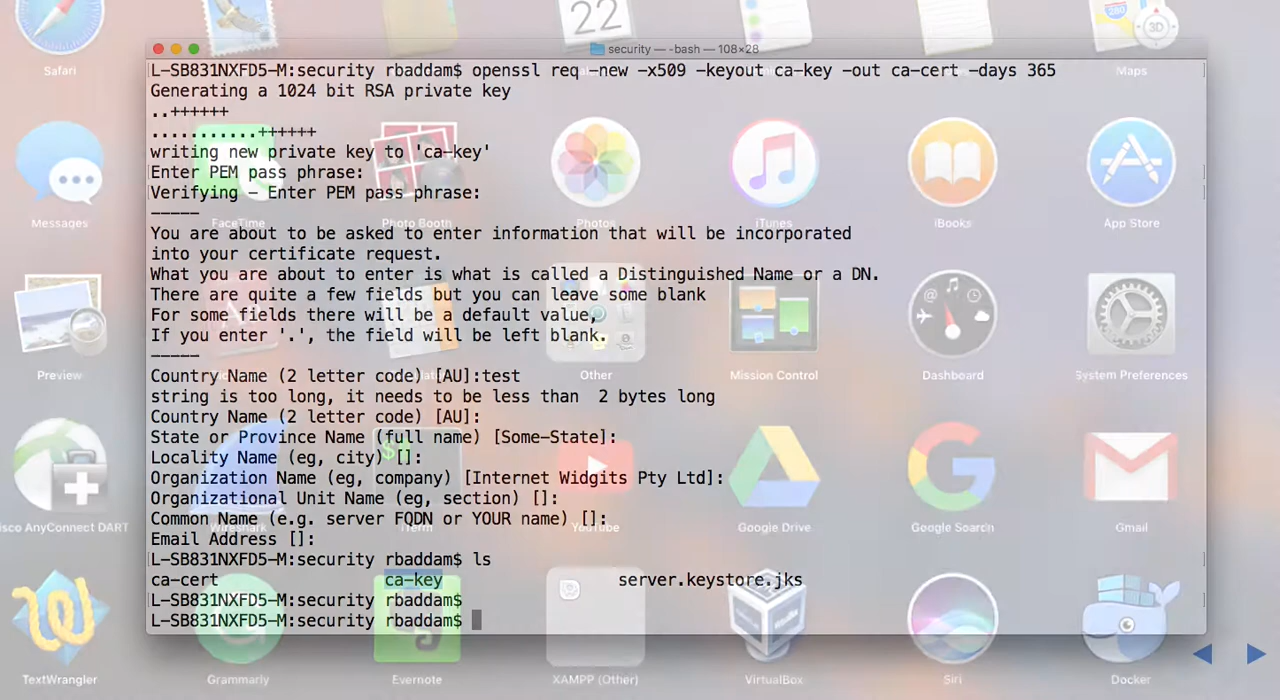 22
280
3D
security — -bash — 108×28
Safari
Maps
L-SB831NXFD5-M:security rbaddam$ openssl req -new -x509 -keyout ca-key -out ca-cert -days 365
Generating a 1024 bit RSA private key
..++++++
...........++++++
writing new private key to 'ca-key'
Enter PEM pass phrase:
Verifying - Enter PEM pass phrase:
-----
Messages
FaceTime
Photo Booth
Photos
iTunes
iBooks
App Store
You are about to be asked to enter information that will be incorporated
into your certificate request.
What you are about to enter is what is called a Distinguished Name or a DN.
There are quite a few fields but you can leave some blank
For some fields there will be a default value,
If you enter '.', the field will be left blank.
-----
Preview
Other
Mission Control
Dashboard
System Preferences
Country Name (2 letter code) [AU]:test
string is too long, it needs to be less than  2 bytes long
Country Name (2 letter code) [AU]:
State or Province Name (full name) [Some-State]:
Locality Name (eg, city) []:
Organization Name (eg, company) [Internet Widgits Pty Ltd]:
Organizational Unit Name (eg, section) []:
Common Name (e.g. server FQDN or YOUR name) []:
isco AnyConnect DART
Wireshark
iTerm
YouTube
Google Drive
Google Search
Gmail
Email Address []:
L-SB831NXFD5-M:security rbaddam$ ls
ca-cert ca-key server.keystore.jks
L-SB831NXFD5-M:security rbaddam$
L-SB831NXFD5-M:security rbaddam$
TextWrangler
Grammarly
Evernote
XAMPP (Other)
VirtualBox
Siri
Docker